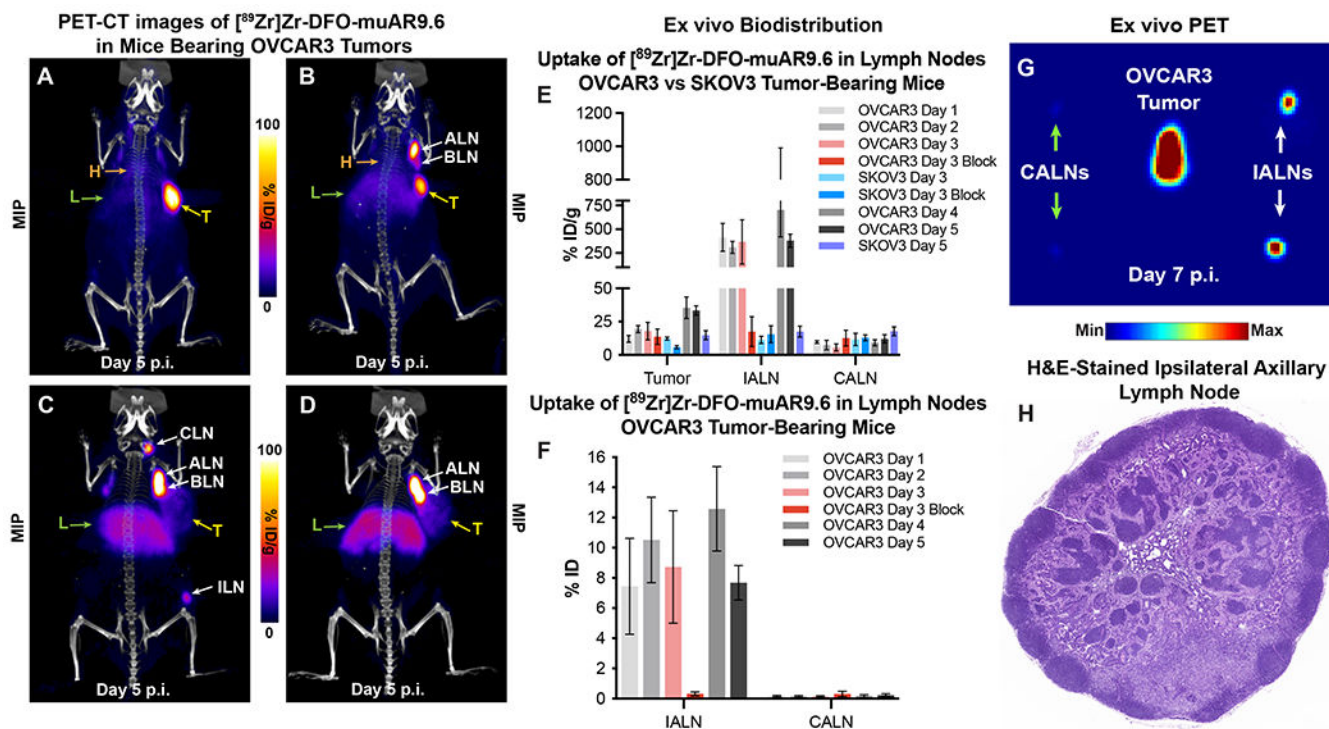 PET-CT images of [⁸⁹Zr]Zr-DFO-muAR9.6
in Mice Bearing OVCAR3 Tumors
A
H
L
T
MIP
Day 5 p.i.
100
% ID/g
0
B
ALN
BLN
L
H
T
MIP
Day 5 p.i.
C
CLN
ALN
BLN
L
T
ILN
MIP
Day 5 p.i.
100
% ID/g
0
D
ALN
BLN
L
T
MIP
Day 5 p.i.
Ex vivo Biodistribution
Uptake of [⁸⁹Zr]Zr-DFO-muAR9.6 in Lymph Nodes
OVCAR3 vs SKOV3 Tumor-Bearing Mice
E
1200
1000
800
750
500
250
50
25
0
% ID/g
OVCAR3 Day 1
OVCAR3 Day 2
OVCAR3 Day 3
OVCAR3 Day 3 Block
SKOV3 Day 3
SKOV3 Day 3 Block
OVCAR3 Day 4
OVCAR3 Day 5
SKOV3 Day 5
Tumor
IALN
CALN
Uptake of [⁸⁹Zr]Zr-DFO-muAR9.6 in Lymph Nodes
OVCAR3 Tumor-Bearing Mice
F
16
14
12
10
8
6
4
2
0
% ID
OVCAR3 Day 1
OVCAR3 Day 2
OVCAR3 Day 3
OVCAR3 Day 3 Block
OVCAR3 Day 4
OVCAR3 Day 5
IALN
CALN
Ex vivo PET
G
OVCAR3
Tumor
CALNs
IALNs
Day 7 p.i.
Min
Max
H&E-Stained Ipsilateral Axillary
Lymph Node
H